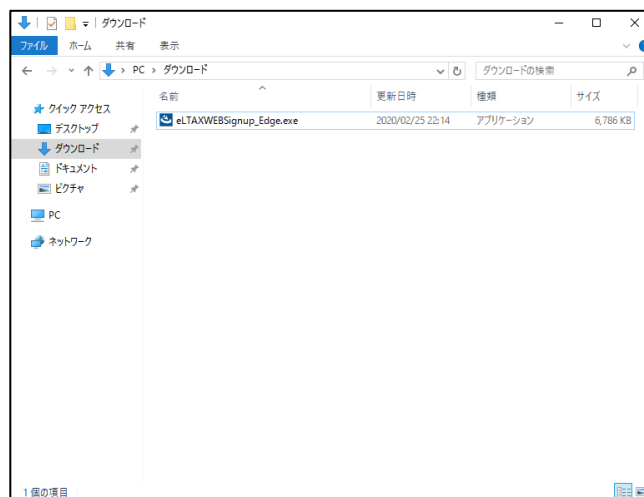 ダウンロード
ファイル ホーム 共有 表示
PC ダウンロード ダウンロードの検索
名前 更新日時 種類 サイズ
クイック アクセス
eLTAXWEBSignup_Edge.exe 2020/02/25 22:14 アプリケーション 6,786 KB
デスクトップ
ダウンロード
ドキュメント
ピクチャ
PC
ネットワーク
1 個の項目